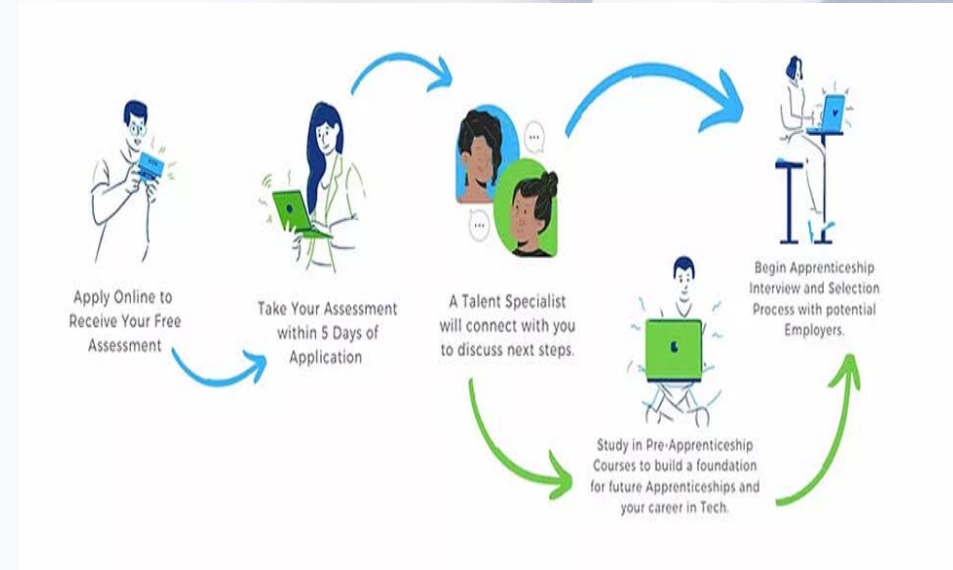 Apply Online to
Receive Your Free
Assessment
Take Your Assessment
within 5 Days of
Application
A Talent Specialist
will connect with you
to discuss next steps.
Study in Pre-Apprenticeship
Courses to build a foundation
for future Apprenticeships and
your career in Tech.
Begin Apprenticeship
Interview and Selection
Process with potential
Employers.